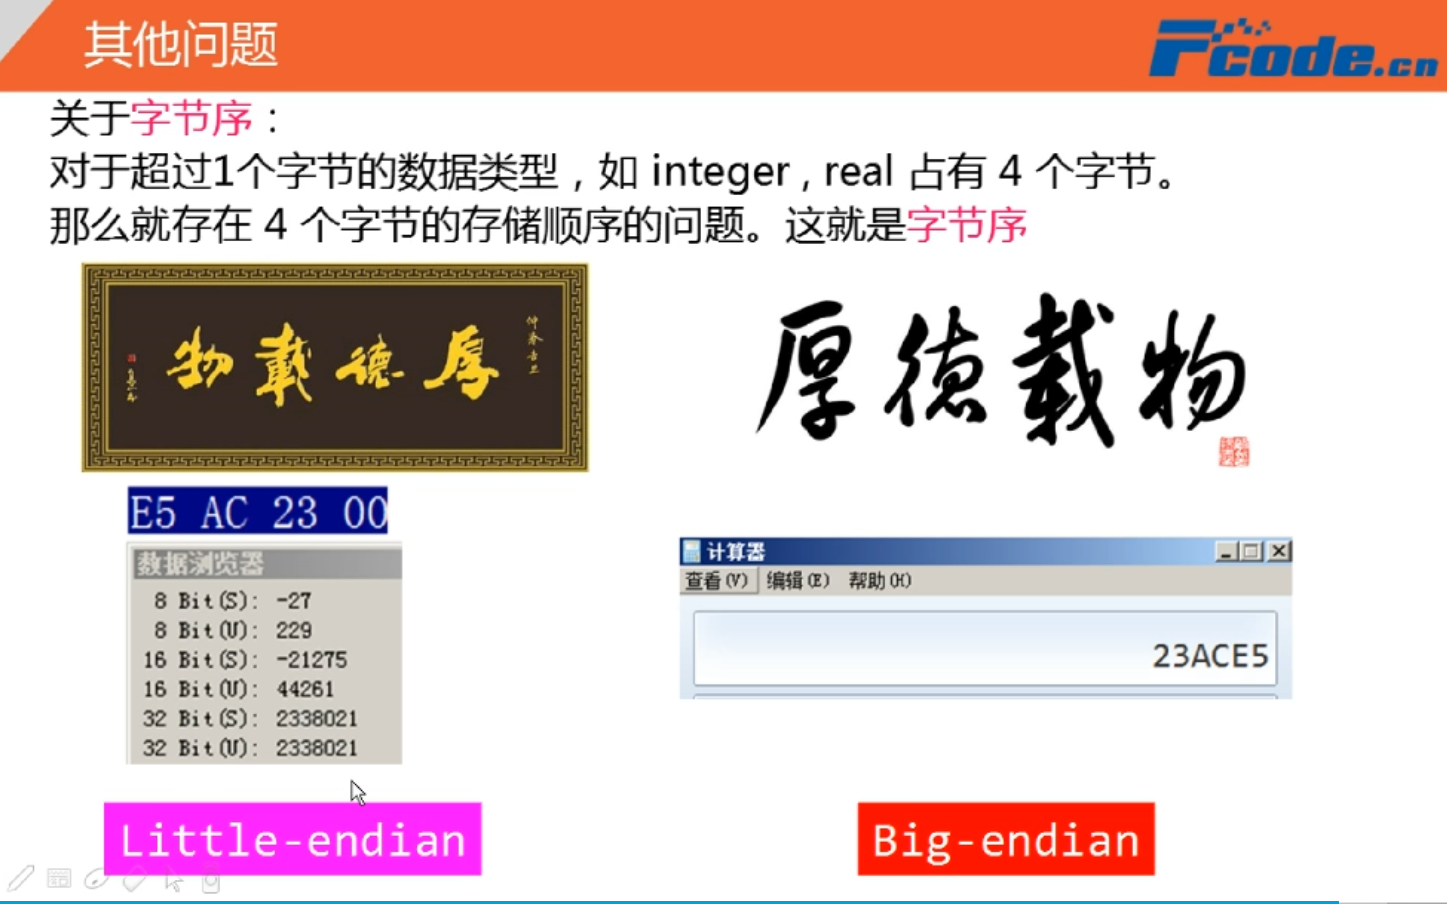 其他问题
Fcode.cn
关于字节序：
对于超过1个字节的数据类型，如 integer , real 占有 4 个字节。
那么就存在 4 个字节的存储顺序的问题。这就是字节序
物載德厚
厚德載物
E5 AC 23 00
数据浏览器
8 Bit(S): -27
8 Bit(U): 229
16 Bit(S): -21275
16 Bit(U): 44261
32 Bit(S): 2338021
32 Bit(U): 2338021
计算器
查看(V) 编辑(E) 帮助(H)
23ACE5
Little-endian
Big-endian